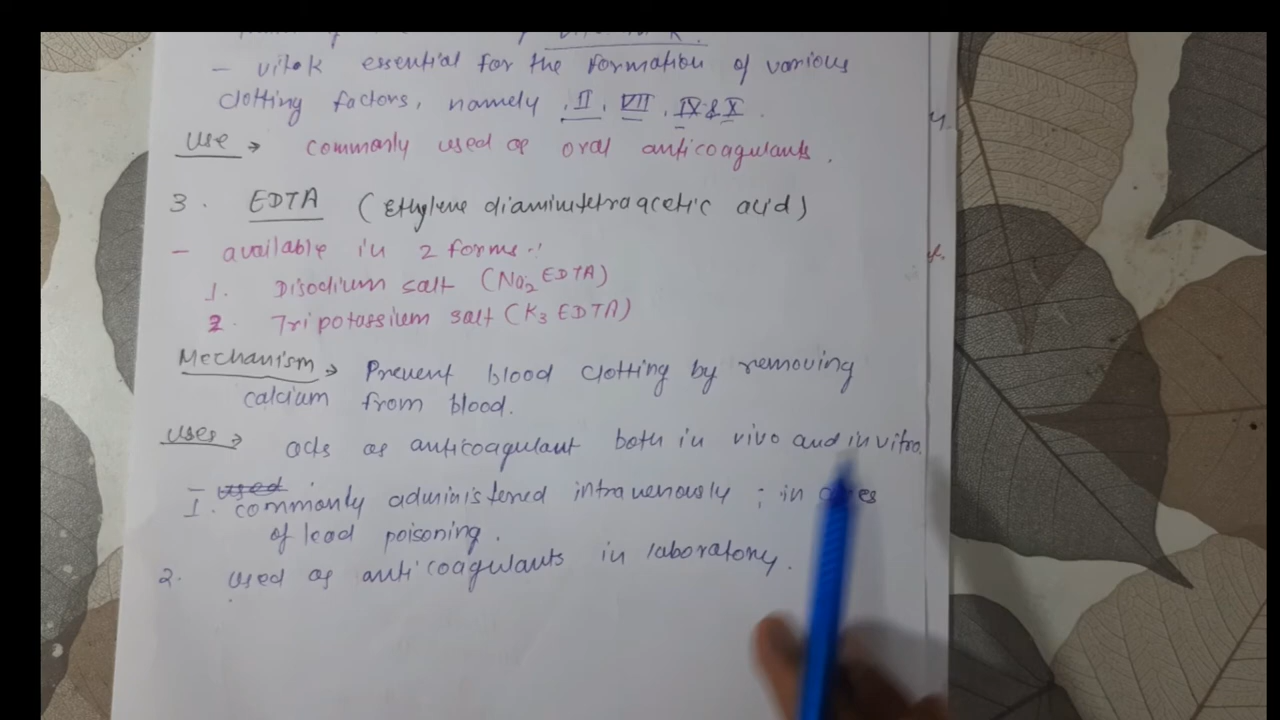 - vit.k essential for the formation of various
clotting factors, namely, II, VII, IX & X.
Use → commonly used as oral anticoagulants.
3. EDTA (Ethylene diaminetetraacetic acid)
- available in 2 forms :
1. Disodium salt (Na2 EDTA)
2. Tripotassium salt (K3 EDTA)
Mechanism → Prevent blood clotting by removing
calcium from blood.
Uses → acts as anticoagulant both in vivo and in vitro.
I. commonly administered intravenously ; in
of lead poisoning.
2. used as anticoagulants in laboratory.